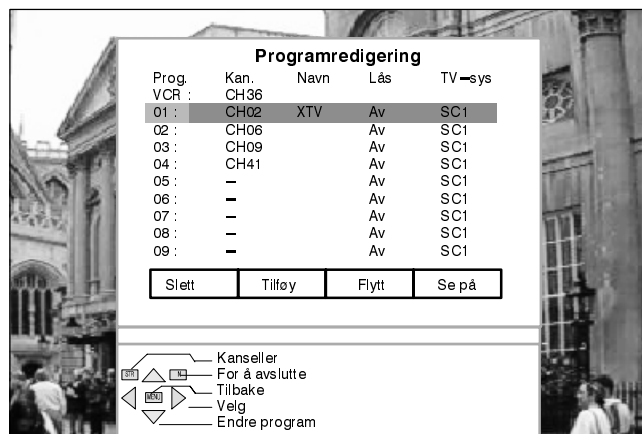 Programredigering
Prog. Kan. Navn Lås TV-sys
VCR : CH36
01 : CH02 XTV Av SC1
02 : CH06 Av SC1
03 : CH09 Av SC1
04 : CH41 Av SC1
05 : – Av SC1
06 : – Av SC1
07 : – Av SC1
08 : – Av SC1
09 : – Av SC1
Slett Tilføy Flytt Se på
Kanseller
STR N For å avslutte
MENU Tilbake
Velg
Endre program